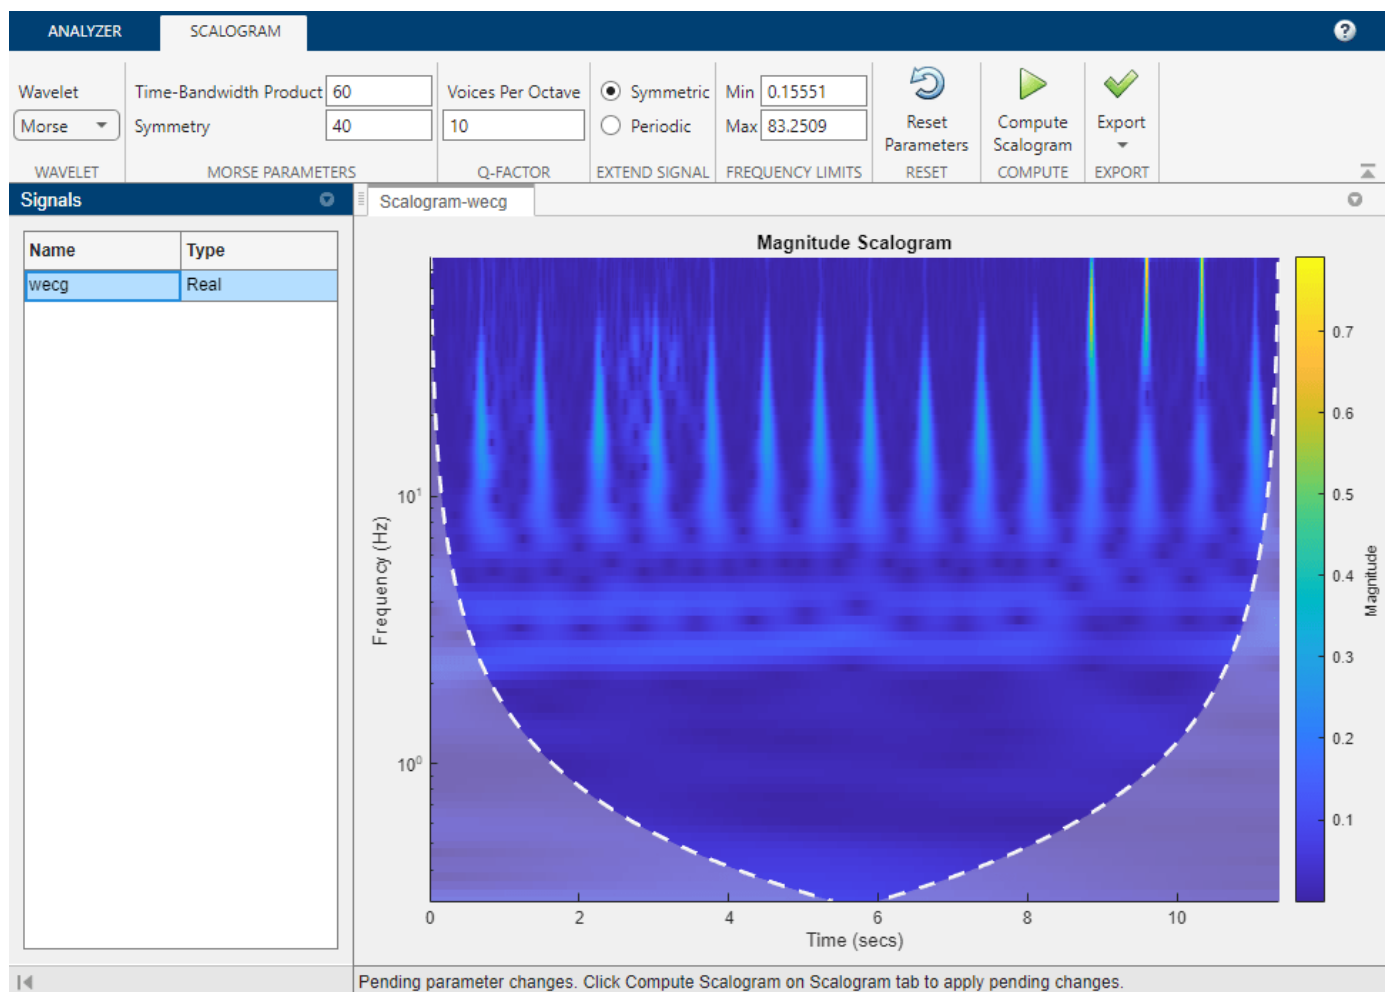 ANALYZER SCALOGRAM ?
Wavelet
Morse
WAVELET
Time-Bandwidth Product 60
Symmetry 40
MORSE PARAMETERS
Voices Per Octave
10
Q-FACTOR
Symmetric
Periodic
EXTEND SIGNAL
Min 0.15551
Max 83.2509
FREQUENCY LIMITS
Reset
Parameters
RESET
Compute
Scalogram
COMPUTE
Export
EXPORT
Signals
Name Type
wecg Real
Scalogram-wecg
Magnitude Scalogram
Frequency (Hz)
10¹
10⁰
0 2 4 6 8 10
Time (secs)
0.7
0.6
0.5
0.4
0.3
0.2
0.1
Magnitude
Pending parameter changes. Click Compute Scalogram on Scalogram tab to apply pending changes.